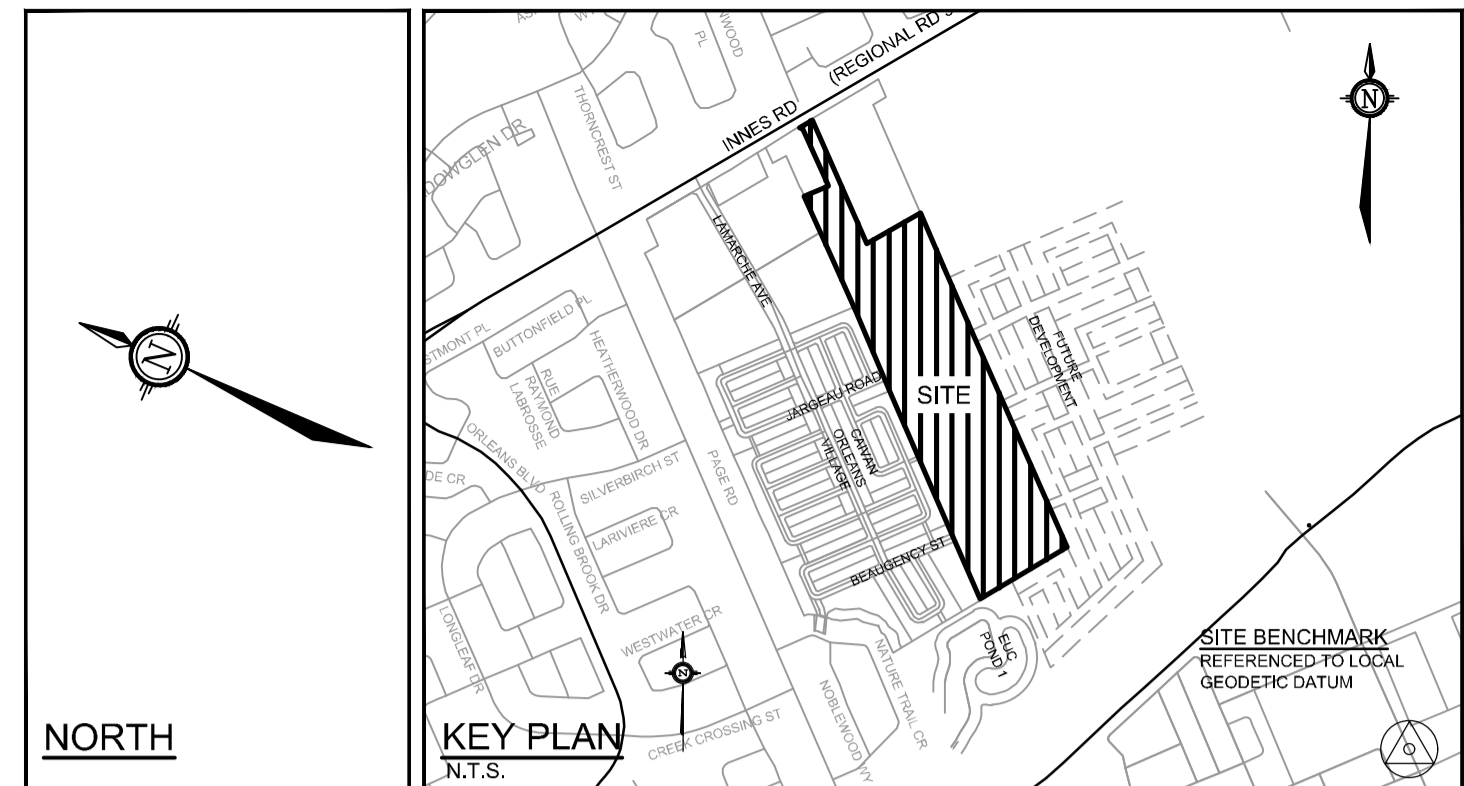 N
NORTH
PL
(REGIONAL RD
INNES RD
N
THORNCREST ST
LAMARCHE AVE
BUTTONFIELD PL
HEATHERWOOD DR
RUE
RAYMOND
LABROSSE
FUTURE
DEVELOPMENT
SITE
JARGEAU ROAD
CAIVAN
ORLEANS
VILLAGE
ORLEANS BLVD
SILVERBIRCH ST
PAGE RD
DE CR
ROLLING BROOK DR
LARIVIERE CR
BEAUGENCY ST
LONGLEAF DR
WESTWATER CR
N
EUC
POND 1
NATURE TRAIL CR
NOBLEWOOD WY
CREEK CROSSING ST
SITE BENCHMARK
REFERENCED TO LOCAL
GEODETIC DATUM
KEY PLAN
N.T.S.